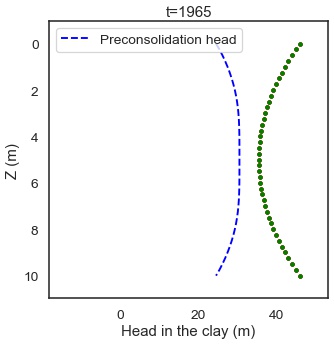 t=1965
Preconsolidation head
0
2
4
6
8
10
Z (m)
0
20
40
Head in the clay (m)